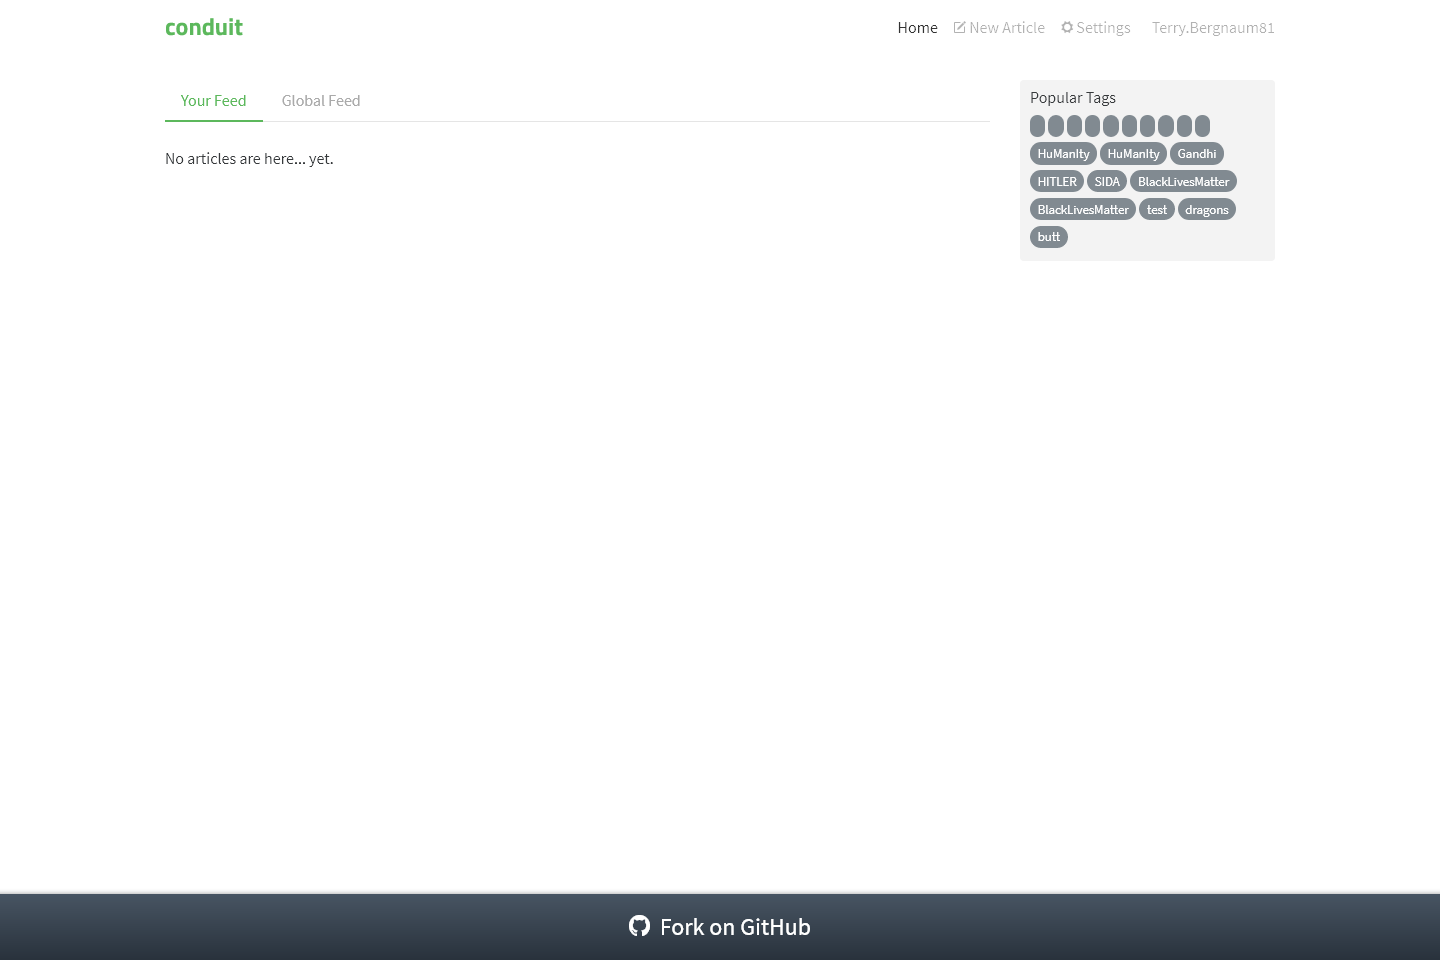 conduit
Home New Article Settings Terry.Bergnaum81
Your Feed Global Feed
No articles are here... yet.
Popular Tags
HuManIty HuManIty Gandhi
HITLER SIDA BlackLivesMatter
BlackLivesMatter test dragons
butt
Fork on GitHub